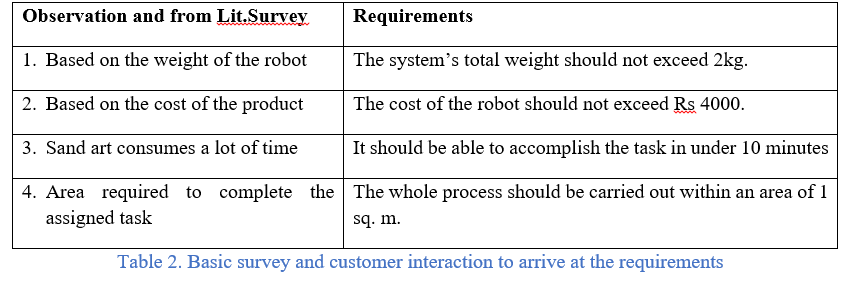 Observation and from Lit.Survey
Requirements
1. Based on the weight of the robot
The system’s total weight should not exceed 2kg.
2. Based on the cost of the product
The cost of the robot should not exceed Rs 4000.
3. Sand art consumes a lot of time
It should be able to accomplish the task in under 10 minutes
4. Area required to complete the
assigned task
The whole process should be carried out within an area of 1
sq. m.
Table 2. Basic survey and customer interaction to arrive at the requirements